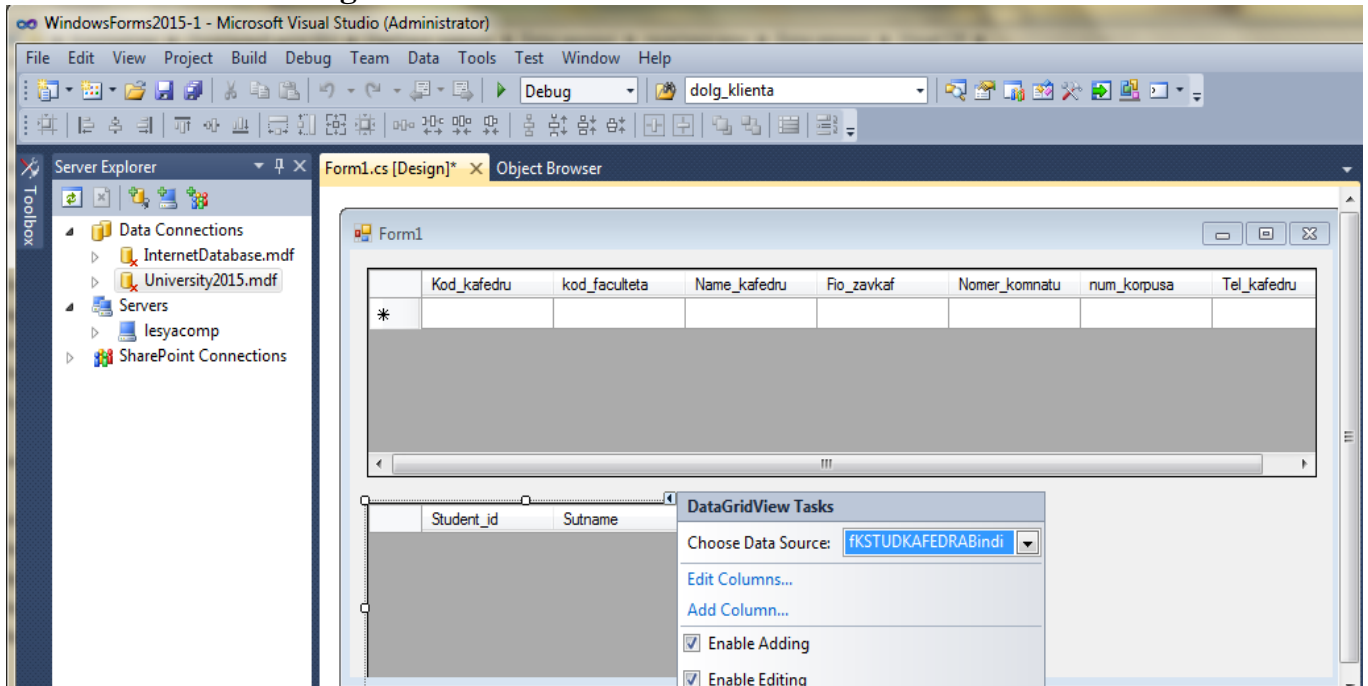 g
WindowsForms2015-1 - Microsoft Visual Studio (Administrator)
File Edit View Project Build Debug Team Data Tools Test Window Help
Debug dolg_klienta
Toolbox
Server Explorer
Data Connections
InternetDatabase.mdf
University2015.mdf
Servers
lesyacomp
SharePoint Connections
Form1.cs [Design]* Object Browser
Form1
Kod_kafedru kod_faculteta Name_kafedru Fio_zavkaf Nomer_komnatu num_korpusa Tel_kafedru
Student_id Sutname
DataGridView Tasks
Choose Data Source: fKSTUDKAFEDRABindi
Edit Columns...
Add Column...
Enable Adding
Enable Editing